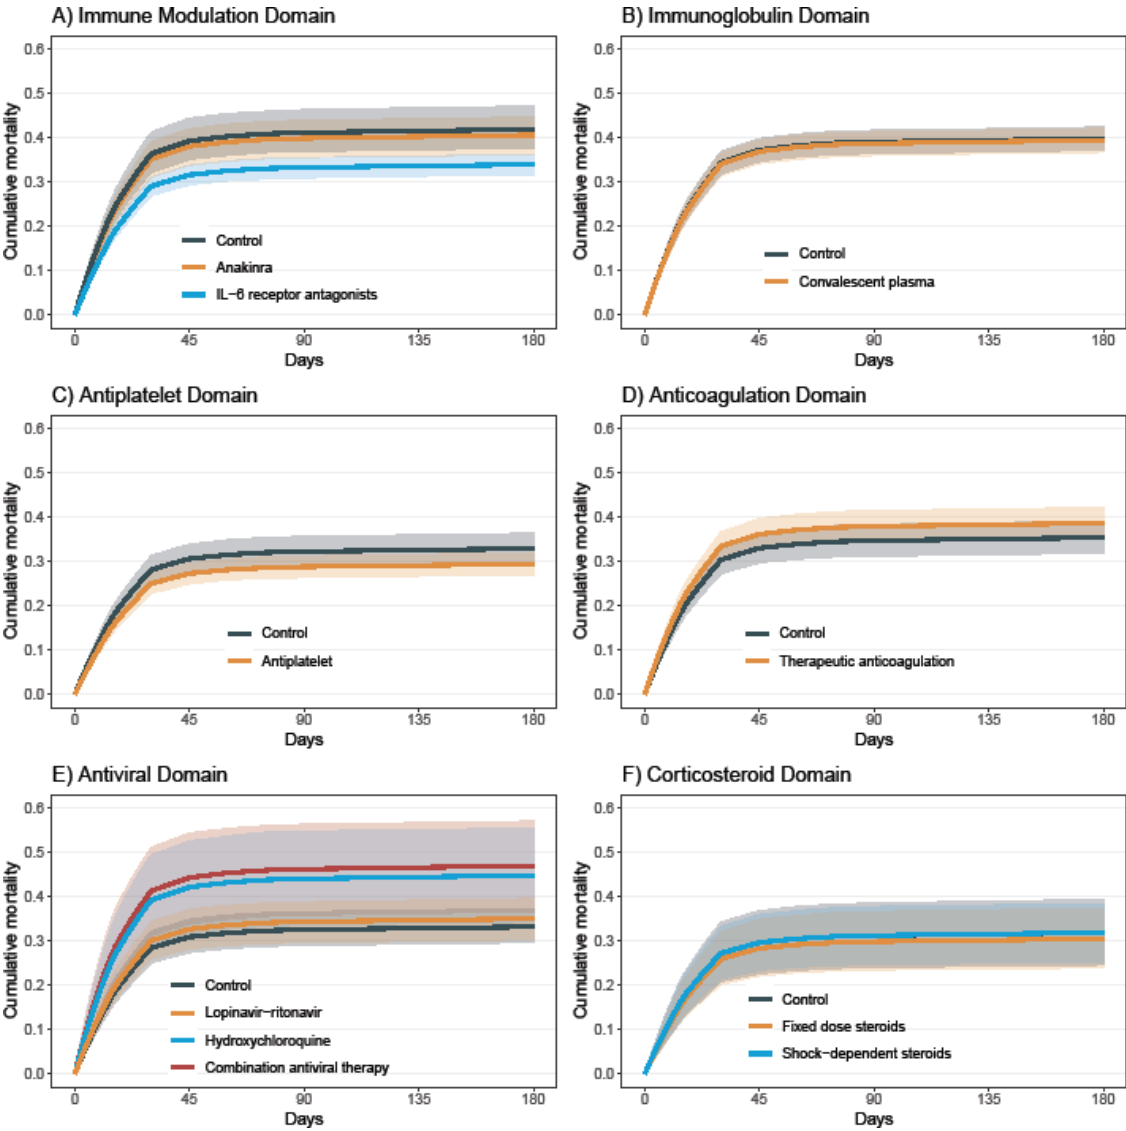 A) Immune Modulation Domain
Cumulative mortality
0.6
0.5
0.4
0.3
0.2
0.1
0.0
Control
Anakinra
IL−6 receptor antagonists
0 45 90 135 180
Days
B) Immunoglobulin Domain
Cumulative mortality
0.6
0.5
0.4
0.3
0.2
0.1
0.0
Control
Convalescent plasma
0 45 90 135 180
Days
C) Antiplatelet Domain
Cumulative mortality
0.6
0.5
0.4
0.3
0.2
0.1
0.0
Control
Antiplatelet
0 45 90 135 180
Days
D) Anticoagulation Domain
Cumulative mortality
0.6
0.5
0.4
0.3
0.2
0.1
0.0
Control
Therapeutic anticoagulation
0 45 90 135 180
Days
E) Antiviral Domain
Cumulative mortality
0.6
0.5
0.4
0.3
0.2
0.1
0.0
Control
Lopinavir−ritonavir
Hydroxychloroquine
Combination antiviral therapy
0 45 90 135 180
Days
F) Corticosteroid Domain
Cumulative mortality
0.6
0.5
0.4
0.3
0.2
0.1
0.0
Control
Fixed dose steroids
Shock−dependent steroids
0 45 90 135 180
Days